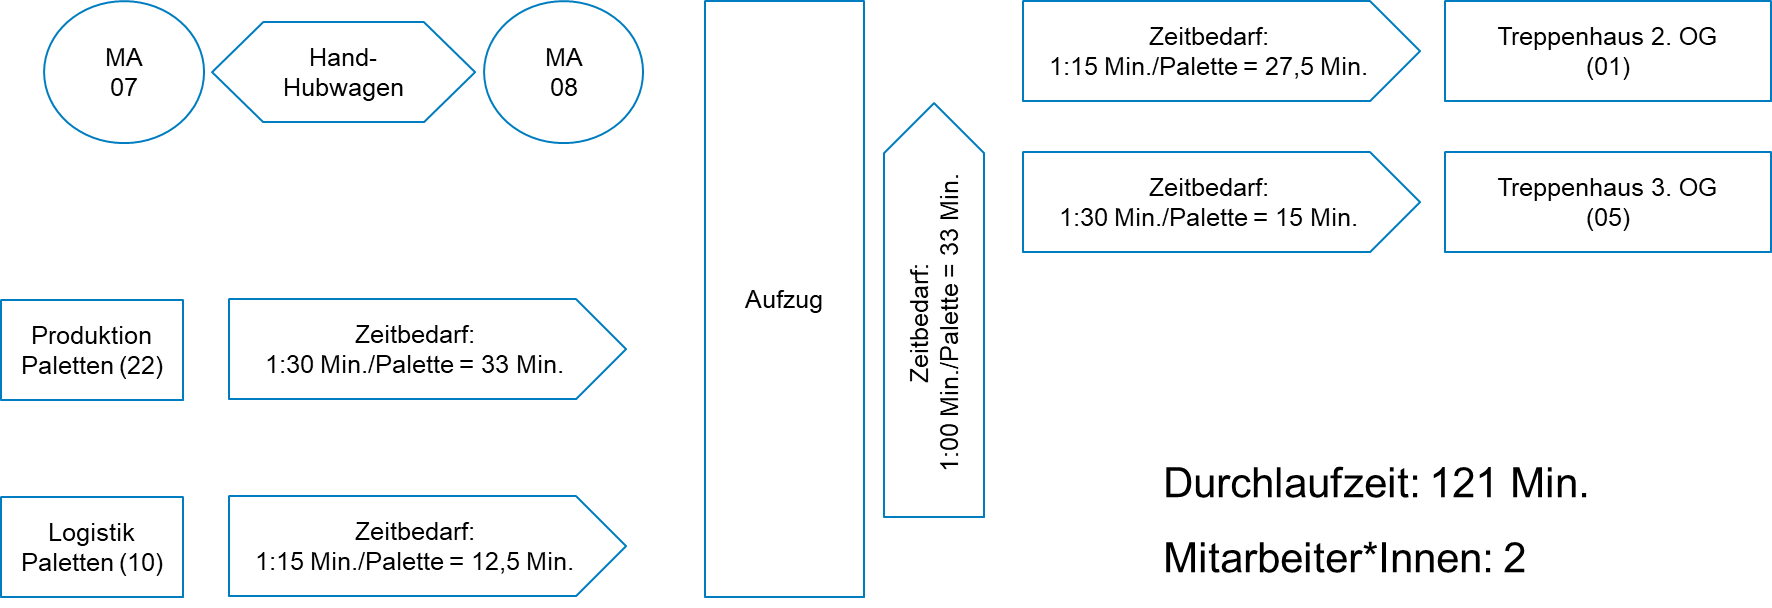 MA
07
Hand-
Hubwagen
MA
08
Aufzug
Zeitbedarf:
1:00 Min./Palette = 33 Min.
Zeitbedarf:
1:15 Min./Palette = 27,5 Min.
Treppenhaus 2. OG
(01)
Zeitbedarf:
1:30 Min./Palette = 15 Min.
Treppenhaus 3. OG
(05)
Produktion
Paletten (22)
Zeitbedarf:
1:30 Min./Palette = 33 Min.
Logistik
Paletten (10)
Zeitbedarf:
1:15 Min./Palette = 12,5 Min.
Durchlaufzeit: 121 Min.
Mitarbeiter*Innen: 2